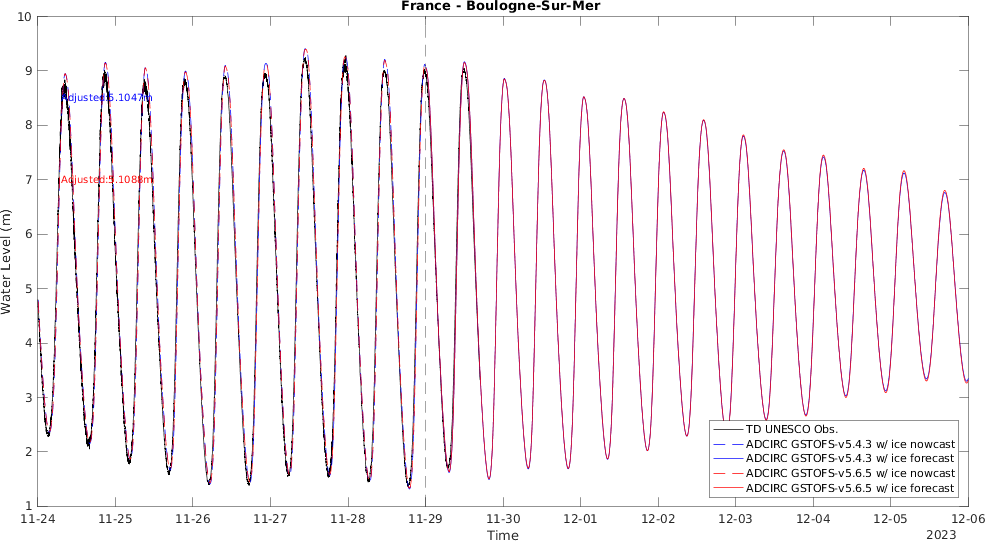 France - Boulogne-Sur-Mer
10
9
8
7
6
5
4
3
2
1
Water Level (m)
Adjusted:5.1088m
TD UNESCO Obs.
ADCIRC GSTOFS-v5.4.3 w/ ice nowcast
ADCIRC GSTOFS-v5.4.3 w/ ice forecast
ADCIRC GSTOFS-v5.6.5 w/ ice nowcast
ADCIRC GSTOFS-v5.6.5 w/ ice forecast
11-24 11-25 11-26 11-27 11-28 11-29 11-30 12-01 12-02 12-03 12-04 12-05 12-06
Time
2023